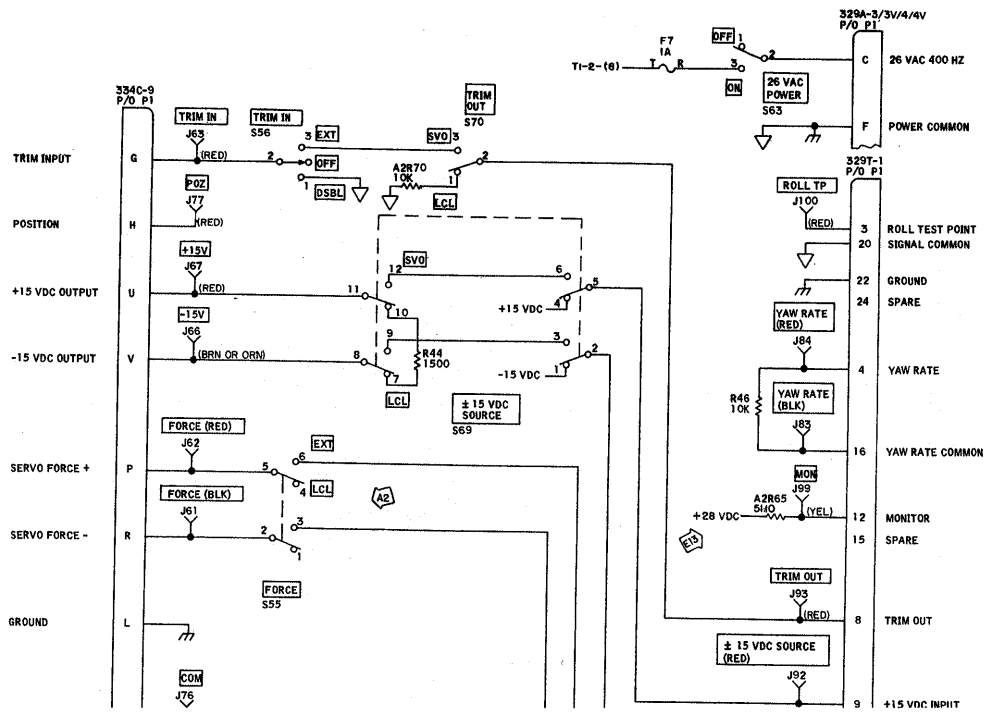 329A-3/3V/4/4V
P/O P1
F7
1A
OFF
1
2
3
ON
T1-2-(6)
T
R
26 VAC
POWER
S63
C
26 VAC 400 HZ
F
POWER COMMON
334C-9
P/O P1
TRIM IN
J63
(RED)
TRIM IN
S56
3
EXT
2
OFF
1
DSBL
TRIM
OUT
S70
SVO
3
2
1
A2R70
10K
LCL
TRIM INPUT
G
POZ
J77
(RED)
POSITION
H
+15V
J67
(RED)
+15 VDC OUTPUT
U
-15V
J66
(BRN OR ORN)
-15 VDC OUTPUT
V
12
SVO
11
10
9
8
7
R44
1500
LCL
6
5
+15 VDC
4
3
2
-15 VDC
1
± 15 VDC
SOURCE
S69
329T-1
P/O P1
ROLL TP
J100
(RED)
3
ROLL TEST POINT
20
SIGNAL COMMON
22
GROUND
24
SPARE
YAW RATE
(RED)
J84
4
YAW RATE
R46
10K
YAW RATE
(BLK)
J83
16
YAW RATE COMMON
MON
J99
(YEL)
A2R65
+28 VDC
12
MONITOR
E13
15
SPARE
FORCE (RED)
J62
SERVO FORCE +
P
5
6
EXT
4
LCL
A2
FORCE (BLK)
J61
SERVO FORCE -
R
2
3
1
FORCE
S55
GROUND
L
COM
J76
TRIM OUT
J93
(RED)
8
TRIM OUT
± 15 VDC SOURCE
(RED)
J92
9
+15 VDC INPUT